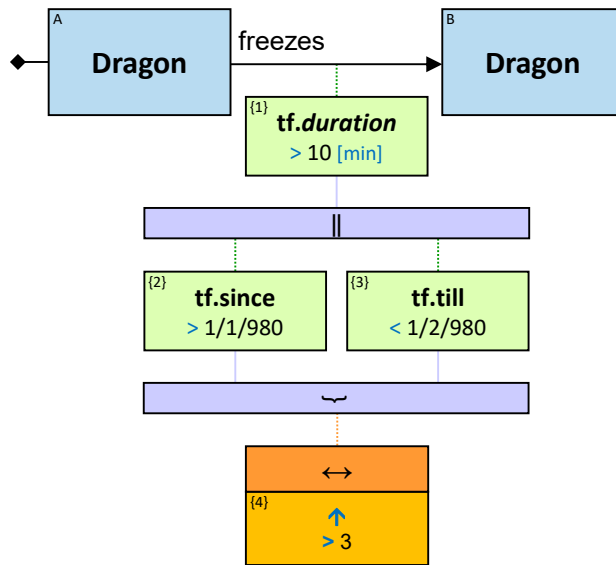 A
B
freezes
Dragon
Dragon
{1}
tf.duration
> 10 [min]
||
{2}
{3}
tf.since
tf.till
> 1/1/980
< 1/2/980
⏟
↔
{4}
↑
> 3